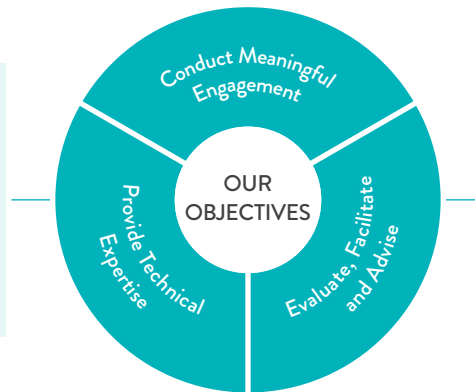 Conduct Meaningful
Engagement
OUR
OBJECTIVES
Provide Technical
Expertise
Evaluate, Facilitate
and Advise